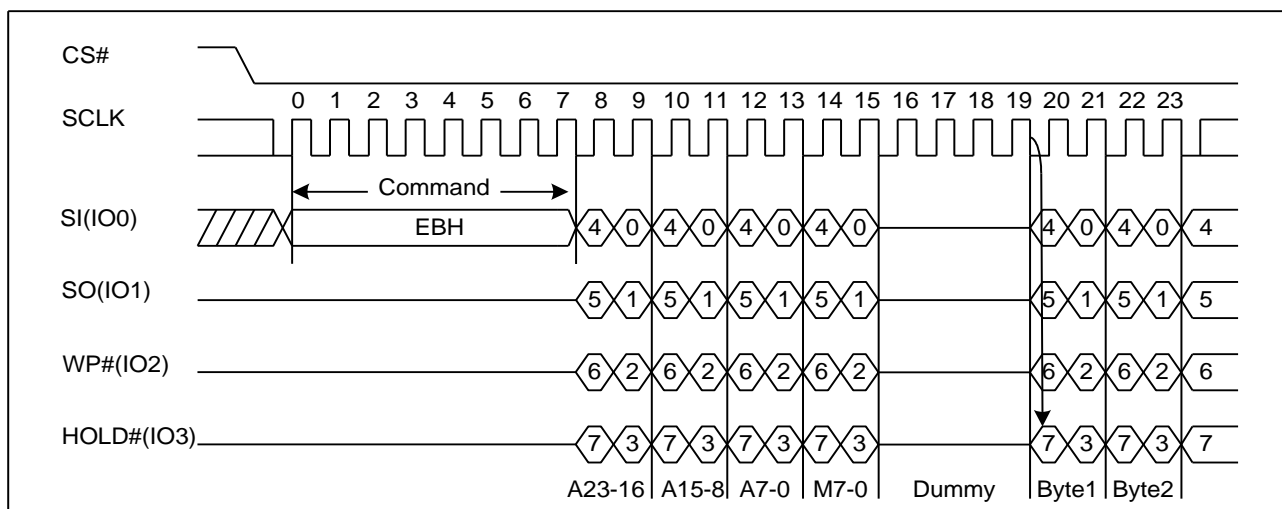 CS#
0 1 2 3 4 5 6 7 8 9 10 11 12 13 14 15 16 17 18 19 20 21 22 23
SCLK
Command
SI(IO0) EBH 4 0 4 0 4 0 4 0 4 0 4 0 4
SO(IO1) 5 1 5 1 5 1 5 1 5 1 5 1 5
WP#(IO2) 6 2 6 2 6 2 6 2 6 2 6 2 6
HOLD#(IO3) 7 3 7 3 7 3 7 3 7 3 7 3 7
A23-16 A15-8 A7-0 M7-0 Dummy Byte1 Byte2